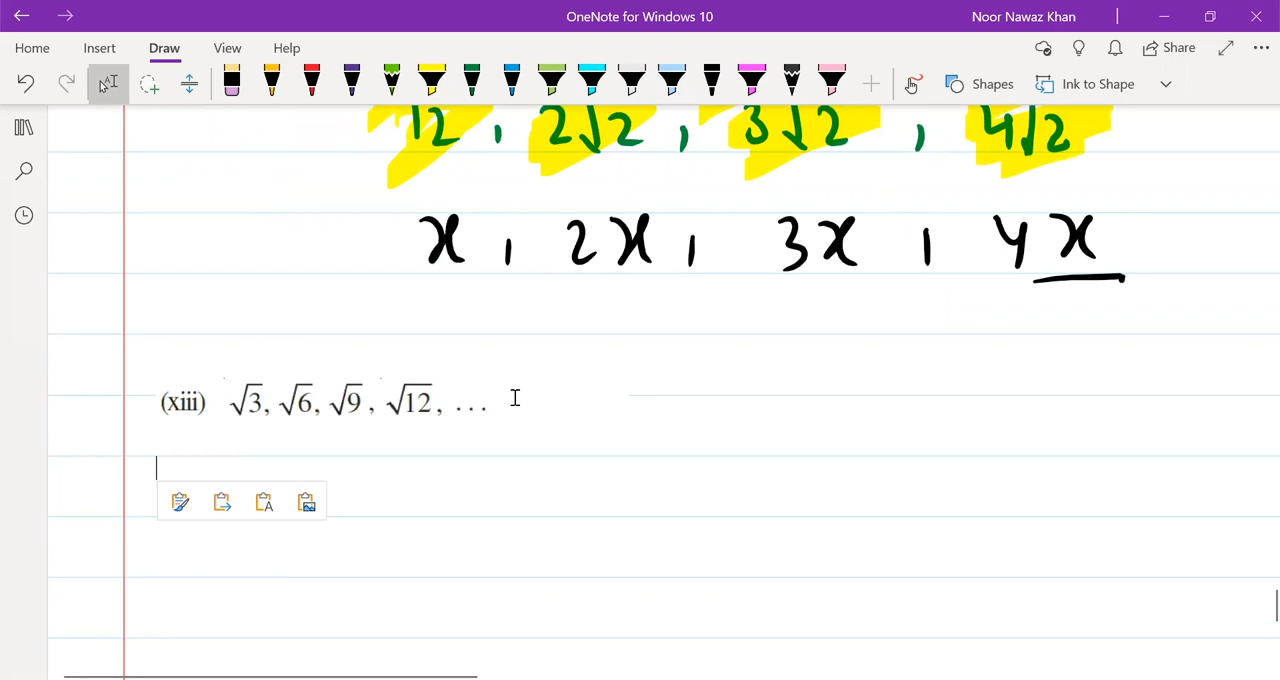 OneNote for Windows 10
Noor Nawaz Khan
Home Insert Draw View Help
Share
Shapes Ink to Shape
√2, 2√2, 3√2, 4√2
x, 2x, 3x, 4x
(xiii) √3, √6, √9, √12, ...